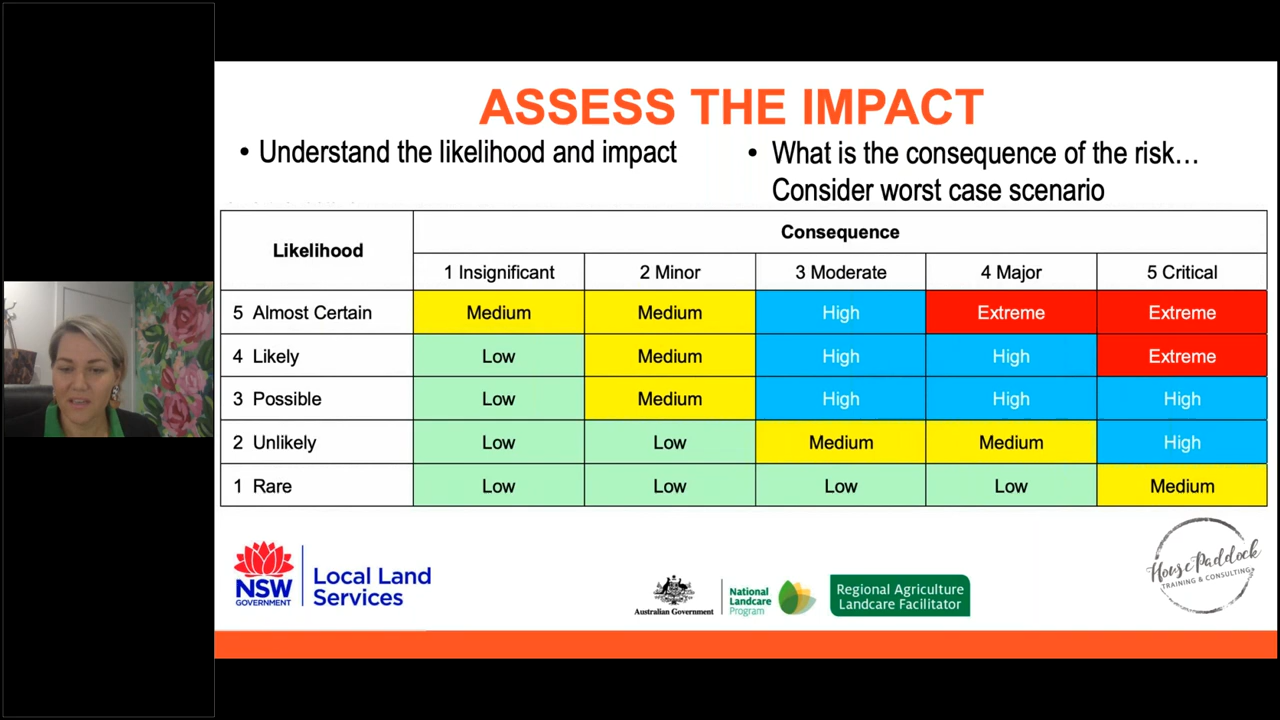 ASSESS THE IMPACT
• Understand the likelihood and impact
• What is the consequence of the risk…
Consider worst case scenario
Likelihood
Consequence
1 Insignificant
2 Minor
3 Moderate
4 Major
5 Critical
5 Almost Certain
Medium
Medium
High
Extreme
Extreme
4 Likely
Low
Medium
High
High
Extreme
3 Possible
Low
Medium
High
High
High
2 Unlikely
Low
Low
Medium
Medium
High
1 Rare
Low
Low
Low
Low
Medium
NSW
GOVERNMENT
Local Land
Services
Australian Government
National
Landcare
Program
Regional Agriculture
Landcare Facilitator
House Paddock
TRAINING & CONSULTING